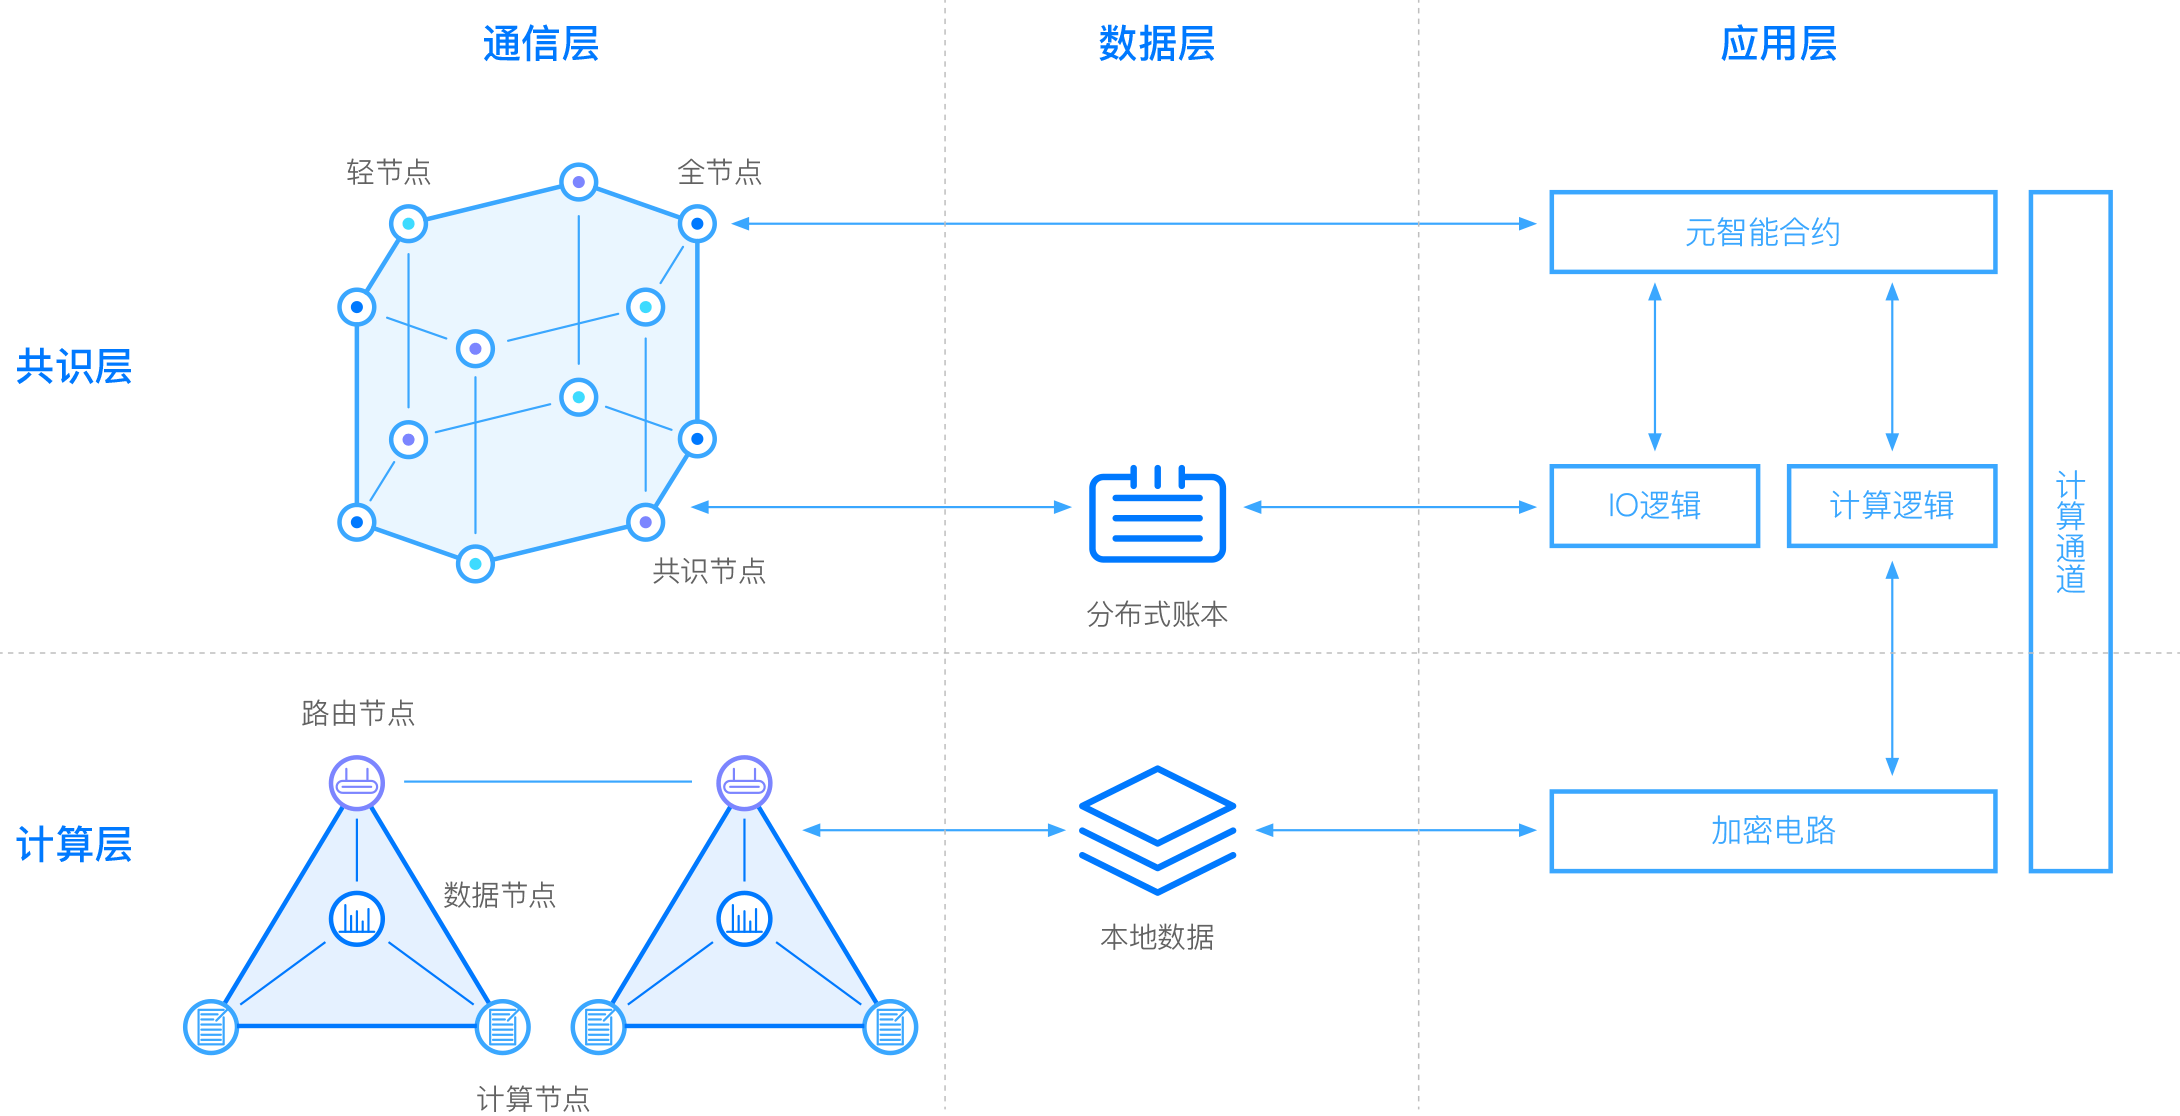 通信层
数据层
应用层
轻节点
全节点
元智能合约
共识层
IO逻辑
计算逻辑
计算通道
共识节点
分布式账本
路由节点
计算层
加密电路
数据节点
本地数据
计算节点